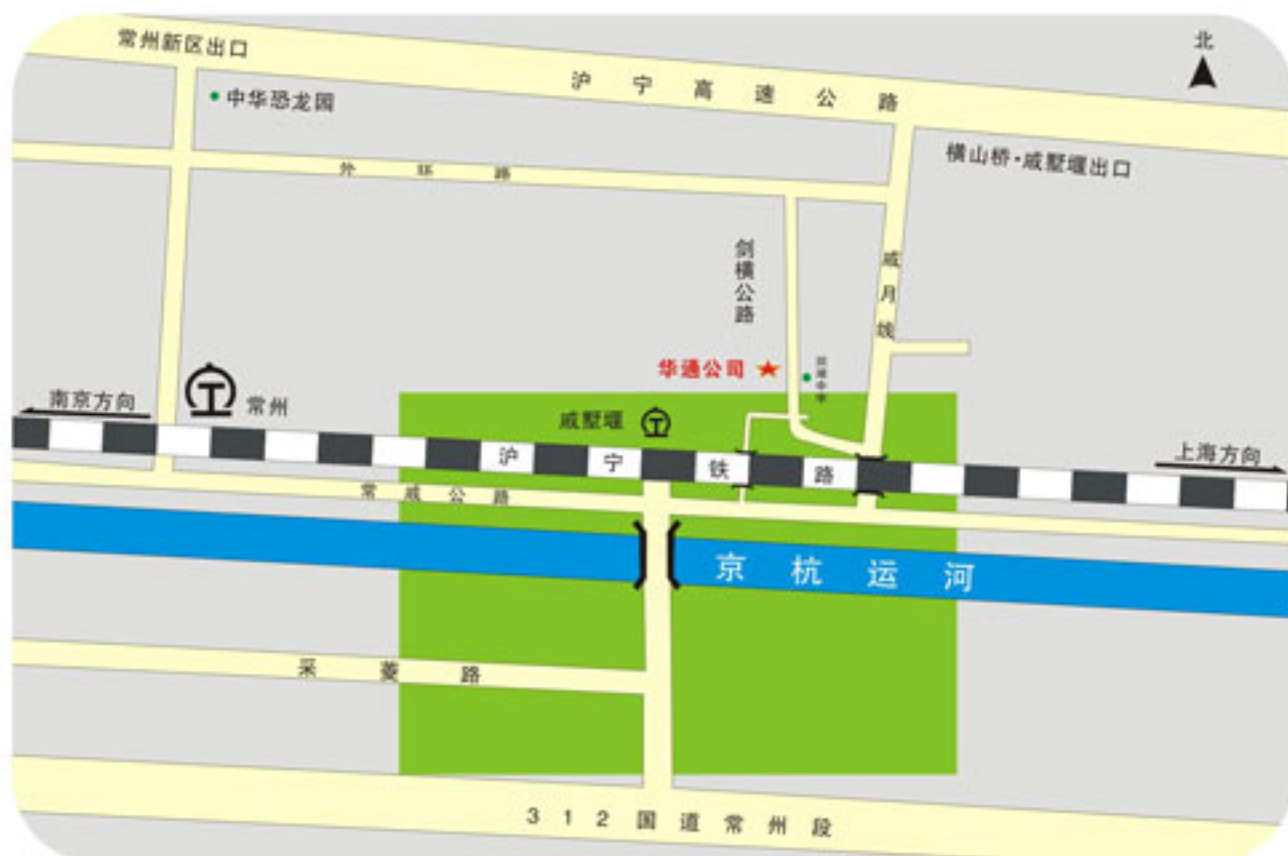 常州新区出口
北
沪宁高速公路
中华恐龙园
横山桥·戚墅堰出口
外环路
剑横公路
戚月线
华通公司
南京方向
常州
戚墅堰
沪宁铁路
上海方向
常戚公路
京杭运河
采菱路
312国道常州段